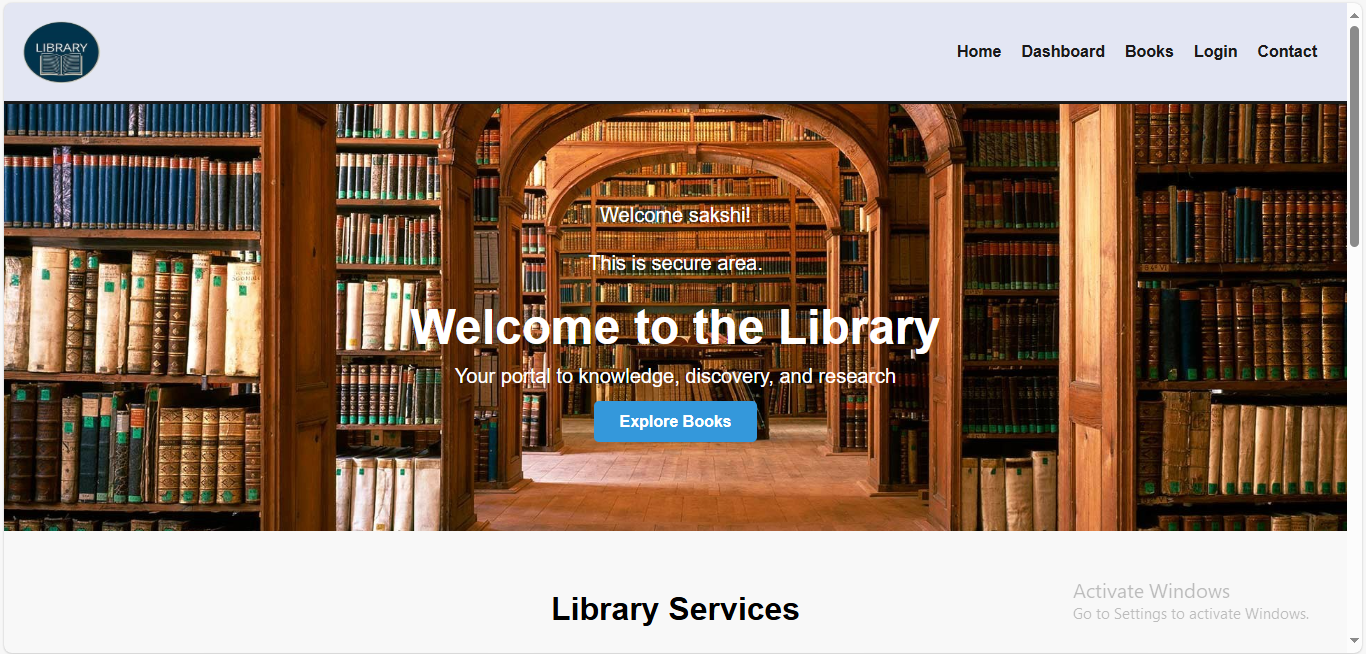 LIBRARY
Home Dashboard Books Login Contact
Welcome sakshi!
This is secure area.
Welcome to the Library
Your portal to knowledge, discovery, and research
Explore Books
Library Services
Activate Windows
Go to Settings to activate Windows.